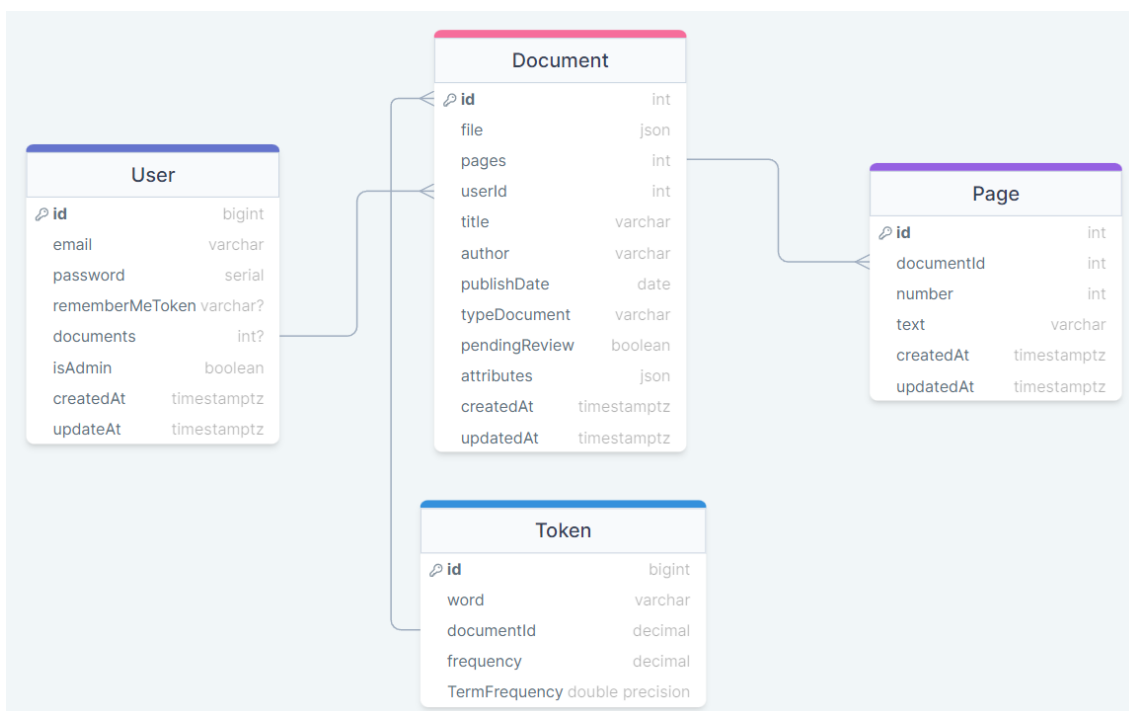 User
id bigint
email varchar
password serial
rememberMeToken varchar?
documents int?
isAdmin boolean
createdAt timestamptz
updateAt timestamptz
Document
id int
file json
pages int
userId int
title varchar
author varchar
publishDate date
typeDocument varchar
pendingReview boolean
attributes json
createdAt timestamptz
updatedAt timestamptz
Page
id int
documentId int
number int
text varchar
createdAt timestamptz
updatedAt timestamptz
Token
id bigint
word varchar
documentId decimal
frequency decimal
TermFrequency double precision